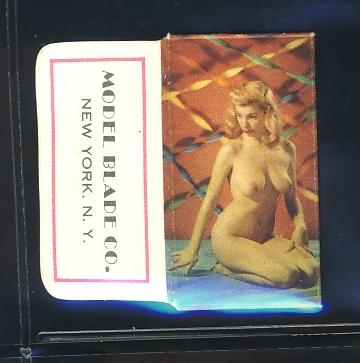 MODEL BLADE CO.
NEW YORK, N. Y.